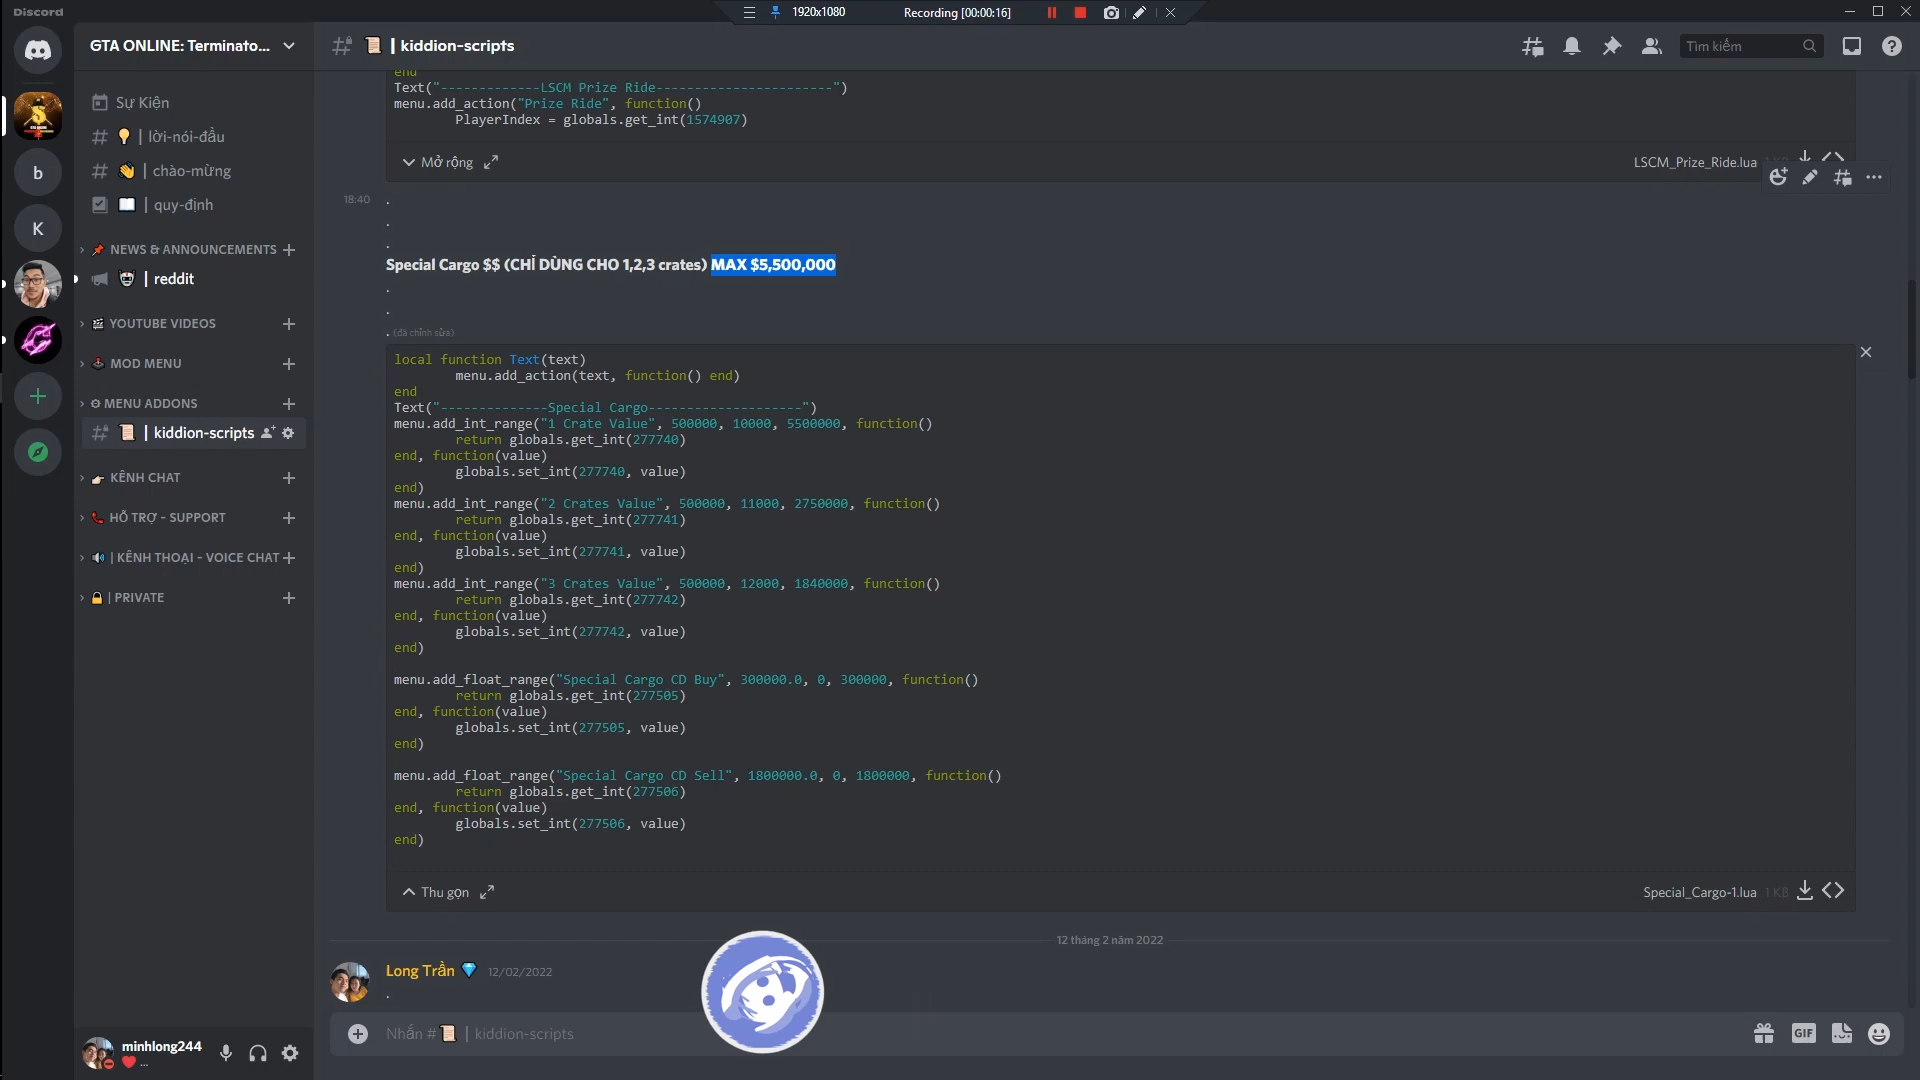 Discord
1920x1080
Recording [00:00:16]
GTA ONLINE: Terminato...
| kiddion-scripts
Tìm kiếm
Sự Kiện
| lời-nói-đầu
| chào-mừng
| quy-định
NEWS & ANNOUNCEMENTS
| reddit
YOUTUBE VIDEOS
MOD MENU
MENU ADDONS
| kiddion-scripts
KÊNH CHAT
HỖ TRỢ - SUPPORT
| KÊNH THOẠI - VOICE CHAT
| PRIVATE
b
K
minhlong244
...
end
Text("-------------LSCM Prize Ride-----------------------")
menu.add_action("Prize Ride", function()
PlayerIndex = globals.get_int(1574907)
Mở rộng
LSCM_Prize_Ride.lua 1 KB
18:40
.
.
.
Special Cargo $$ (CHỈ DÙNG CHO 1,2,3 crates) MAX $5,500,000
.
.
. (đã chỉnh sửa)
local function Text(text)
menu.add_action(text, function() end)
end
Text("--------------Special Cargo--------------------")
menu.add_int_range("1 Crate Value", 500000, 10000, 5500000, function()
return globals.get_int(277740)
end, function(value)
globals.set_int(277740, value)
end)
menu.add_int_range("2 Crates Value", 500000, 11000, 2750000, function()
return globals.get_int(277741)
end, function(value)
globals.set_int(277741, value)
end)
menu.add_int_range("3 Crates Value", 500000, 12000, 1840000, function()
return globals.get_int(277742)
end, function(value)
globals.set_int(277742, value)
end)
menu.add_float_range("Special Cargo CD Buy", 300000.0, 0, 300000, function()
return globals.get_int(277505)
end, function(value)
globals.set_int(277505, value)
end)
menu.add_float_range("Special Cargo CD Sell", 1800000.0, 0, 1800000, function()
return globals.get_int(277506)
end, function(value)
globals.set_int(277506, value)
end)
Thu gọn
Special_Cargo-1.lua 1 KB
12 tháng 2 năm 2022
Long Trần 12/02/2022
.
Nhắn # | kiddion-scripts
GIF